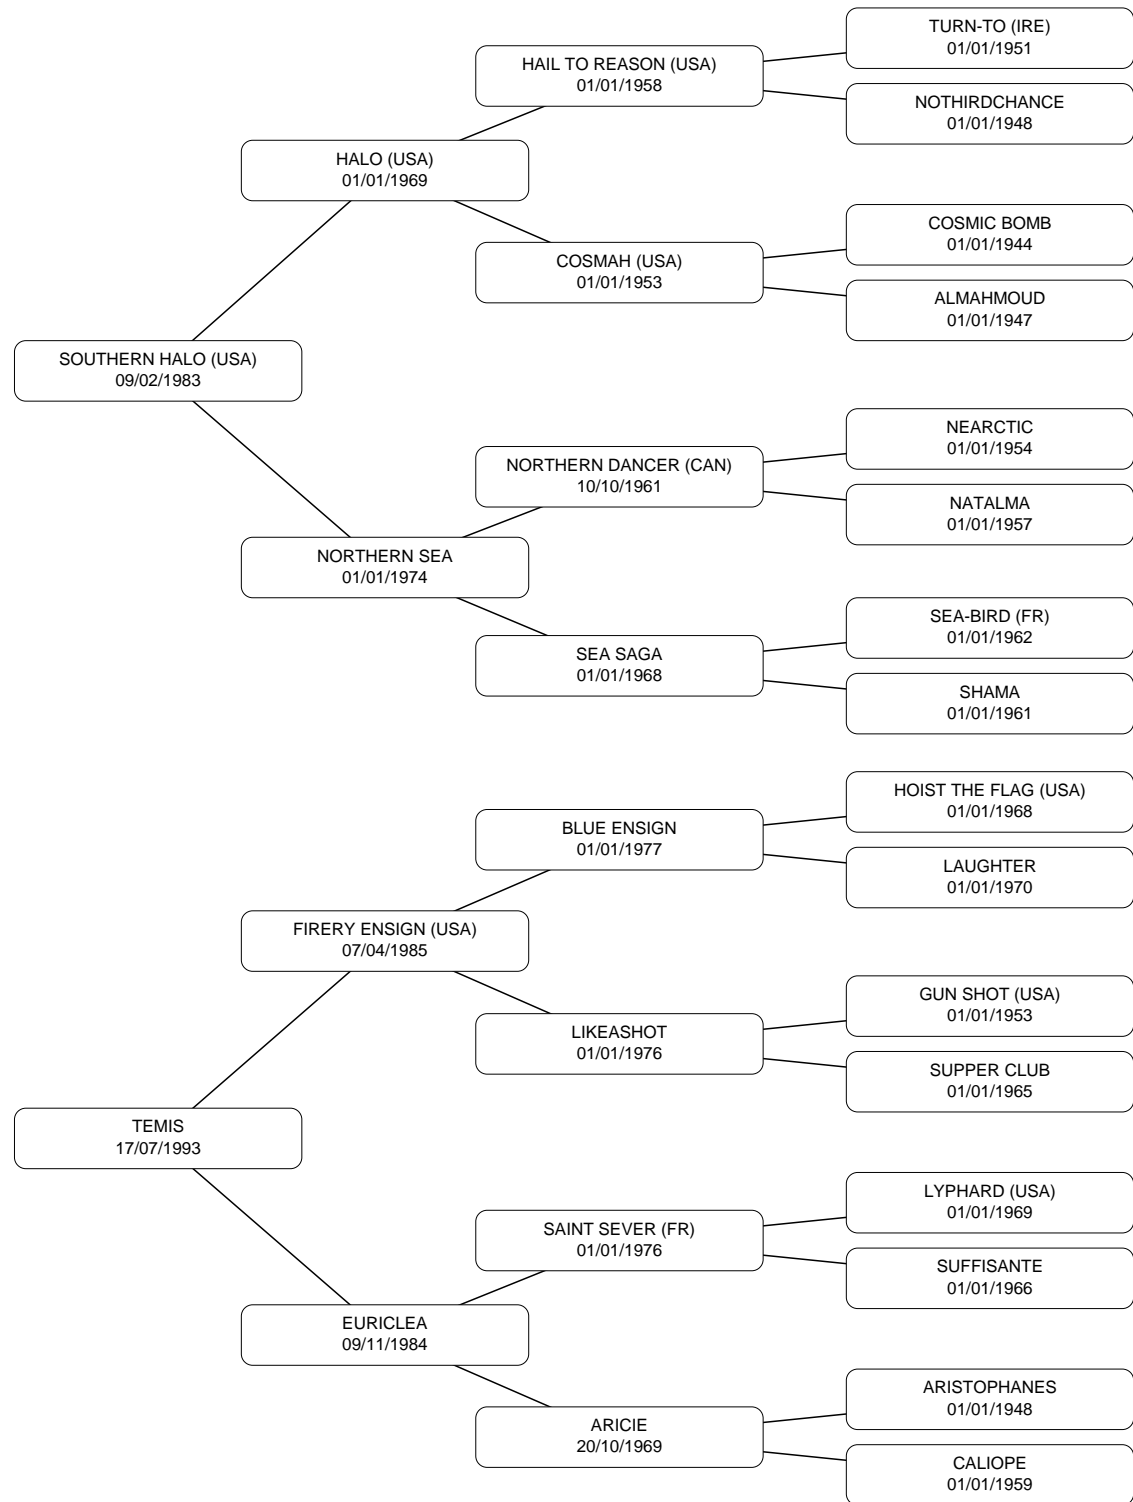 TURN-TO (IRE)
01/01/1951
HAIL TO REASON (USA)
01/01/1958
NOTHIRDCHANCE
01/01/1948
HALO (USA)
01/01/1969
COSMIC BOMB
01/01/1944
COSMAH (USA)
01/01/1953
ALMAHMOUD
01/01/1947
SOUTHERN HALO (USA)
09/02/1983
NEARCTIC
01/01/1954
NORTHERN DANCER (CAN)
10/10/1961
NATALMA
01/01/1957
NORTHERN SEA
01/01/1974
SEA-BIRD (FR)
01/01/1962
SEA SAGA
01/01/1968
SHAMA
01/01/1961
HOIST THE FLAG (USA)
01/01/1968
BLUE ENSIGN
01/01/1977
LAUGHTER
01/01/1970
FIRERY ENSIGN (USA)
07/04/1985
GUN SHOT (USA)
01/01/1953
LIKEASHOT
01/01/1976
SUPPER CLUB
01/01/1965
TEMIS
17/07/1993
LYPHARD (USA)
01/01/1969
SAINT SEVER (FR)
01/01/1976
SUFFISANTE
01/01/1966
EURICLEA
09/11/1984
ARISTOPHANES
01/01/1948
ARICIE
20/10/1969
CALIOPE
01/01/1959